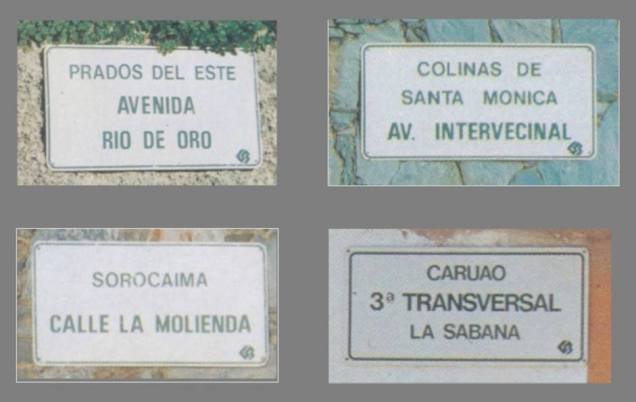 PRADOS DEL ESTE
AVENIDA
RIO DE ORO
COLINAS DE
SANTA MONICA
AV. INTERVECINAL
SOROCAIMA
CALLE LA MOLIENDA
CARUAO
3ª TRANSVERSAL
LA SABANA